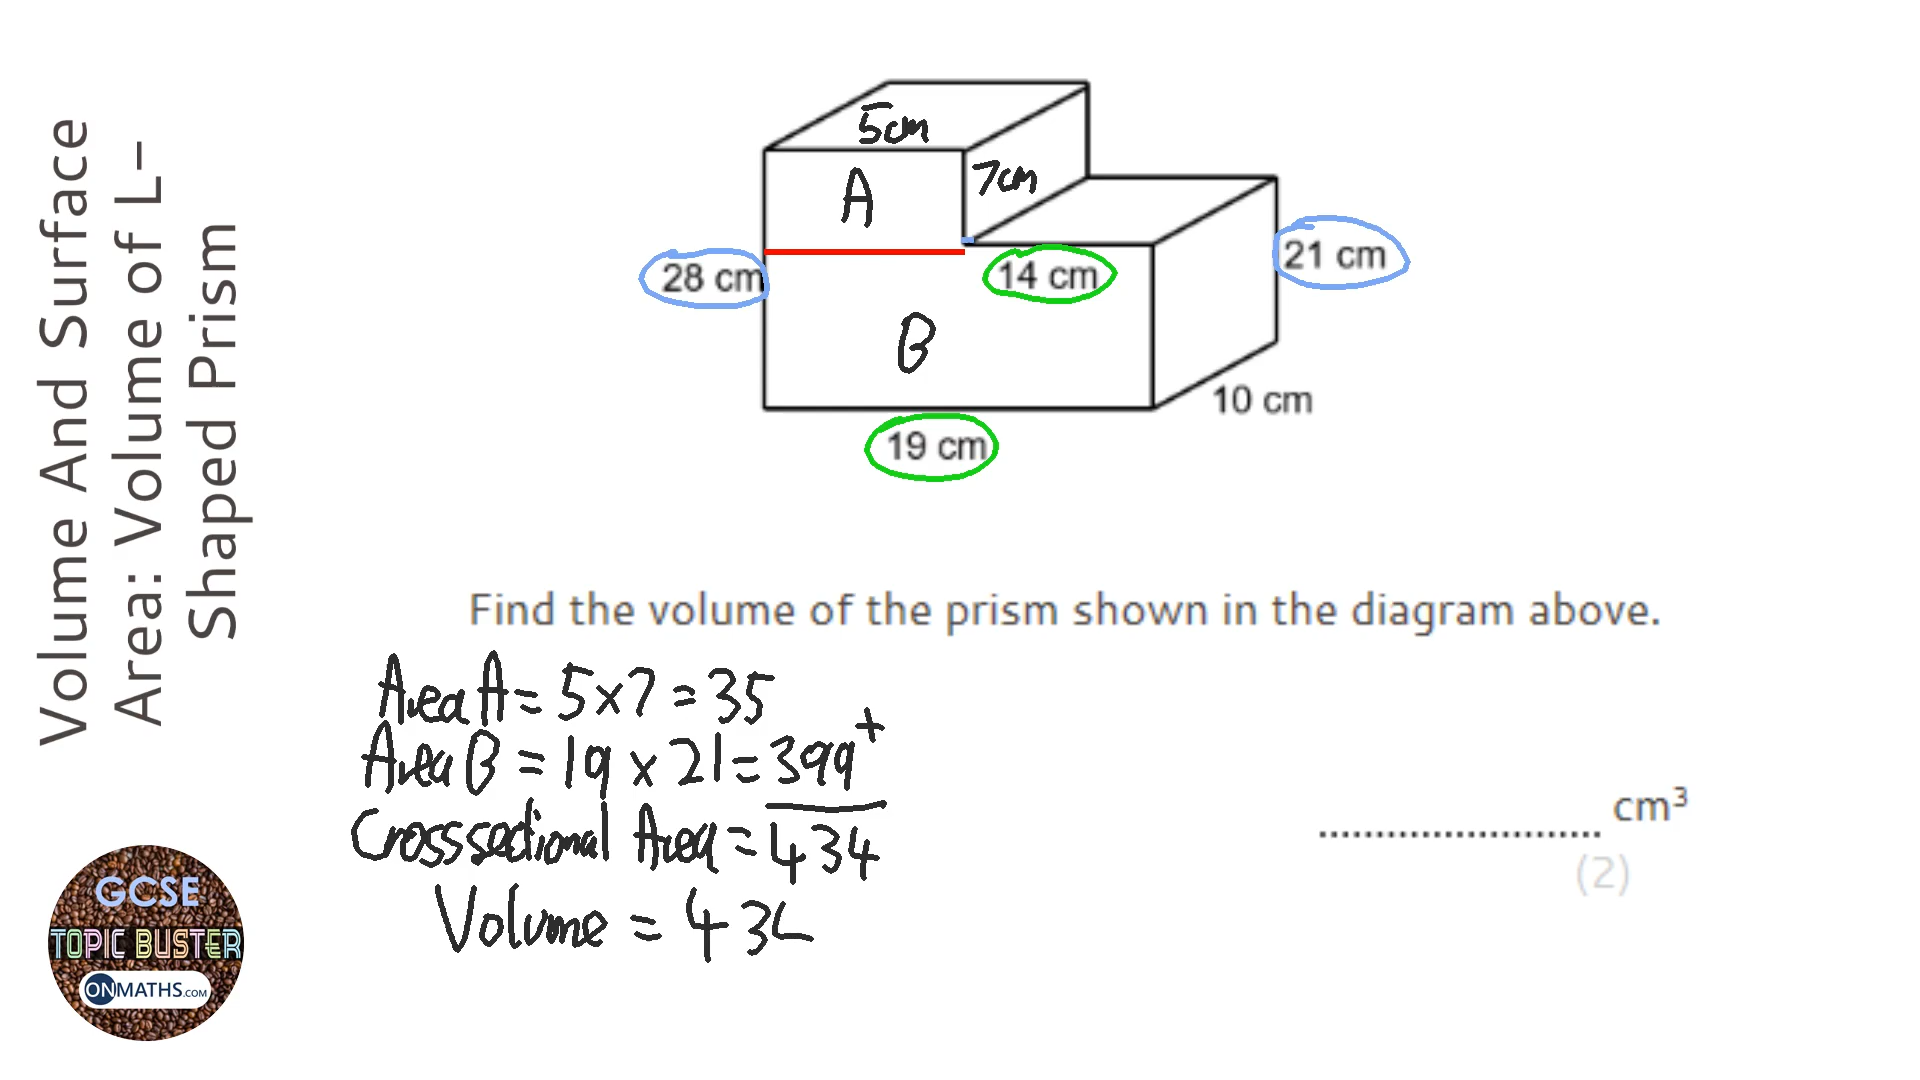 Volume And Surface
Area: Volume of L-
Shaped Prism
5cm
A
7cm
28 cm
14 cm
21 cm
B
10 cm
19 cm
Find the volume of the prism shown in the diagram above.
Area A = 5 × 7 = 35
Area B = 19 × 21 = 399 +
Crosssectional Area = 434
Volume = 434
cm³
(2)
GCSE
TOPIC BUSTER
ONMATHS.COM